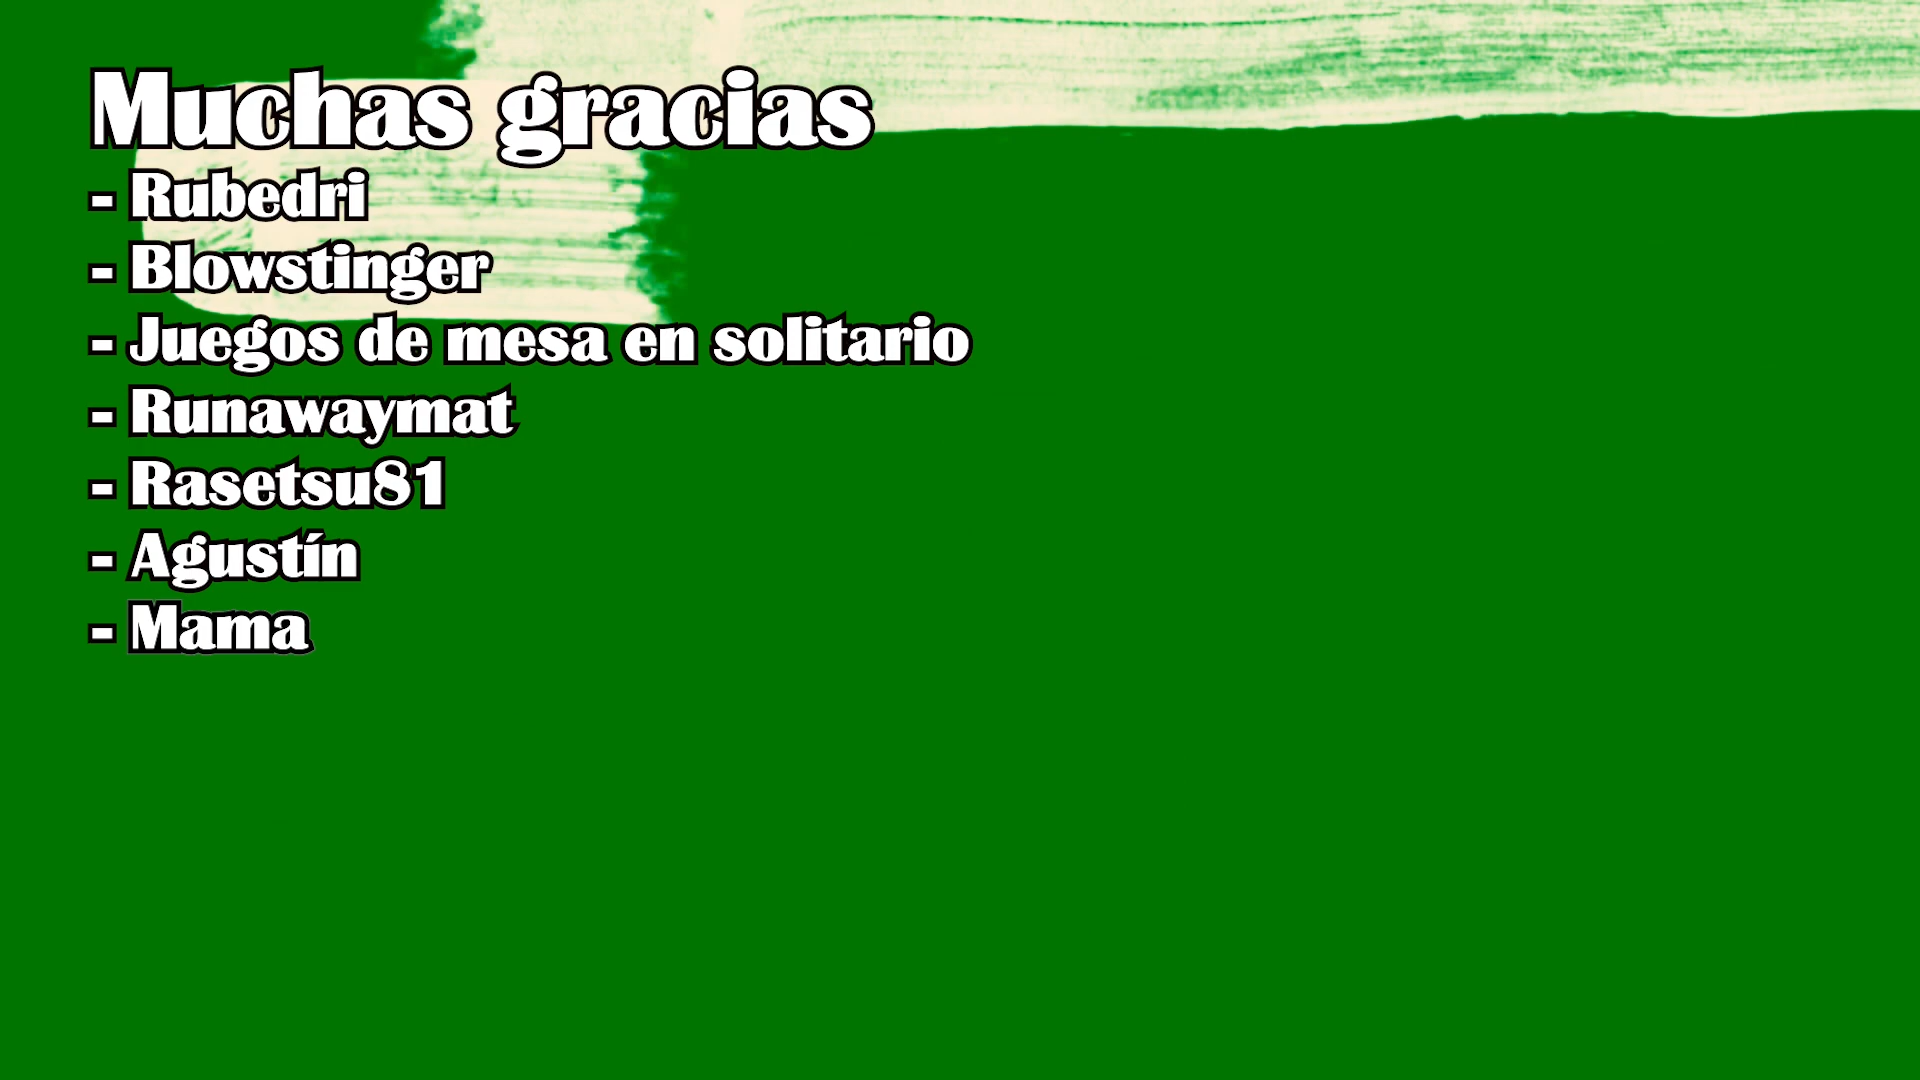 Muchas gracias
- Rubedri
- Blowstinger
- Juegos de mesa en solitario
- Runawaymat
- Rasetsu81
- Agustín
- Mama